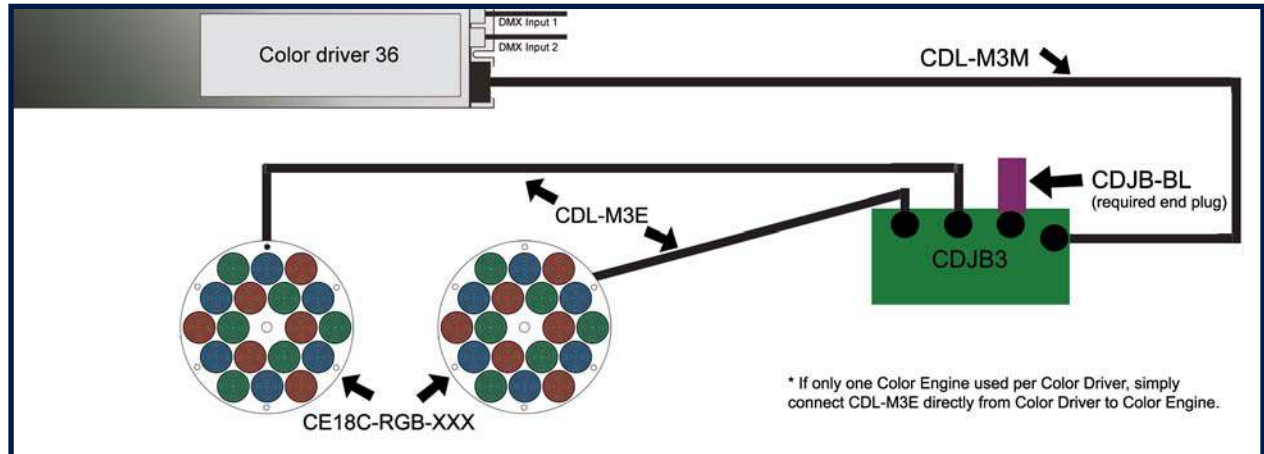 DMX Input 1
Color driver 36
DMX Input 2
CDL-M3M
CDJB-BL
(required end plug)
CDL-M3E
CDJB3
* If only one Color Engine used per Color Driver, simply
connect CDL-M3E directly from Color Driver to Color Engine.
CE18C-RGB-XXX